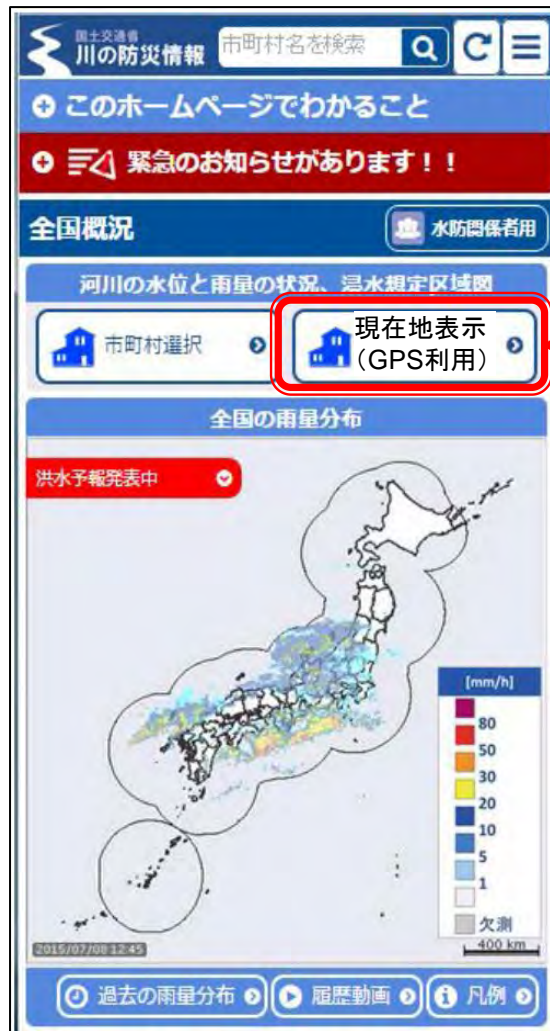 国土交通省
川の防災情報
市町村名を検索
このホームページでわかること
緊急のお知らせがあります！！
全国概況
水防関係者用
河川の水位と雨量の状況、浸水想定区域図
市町村選択
現在地表示
（GPS利用）
全国の雨量分布
洪水予報発表中
[mm/h]
80
50
30
20
10
5
1
欠測
400 km
2015/07/08 12:45
過去の雨量分布
履歴動画
凡例